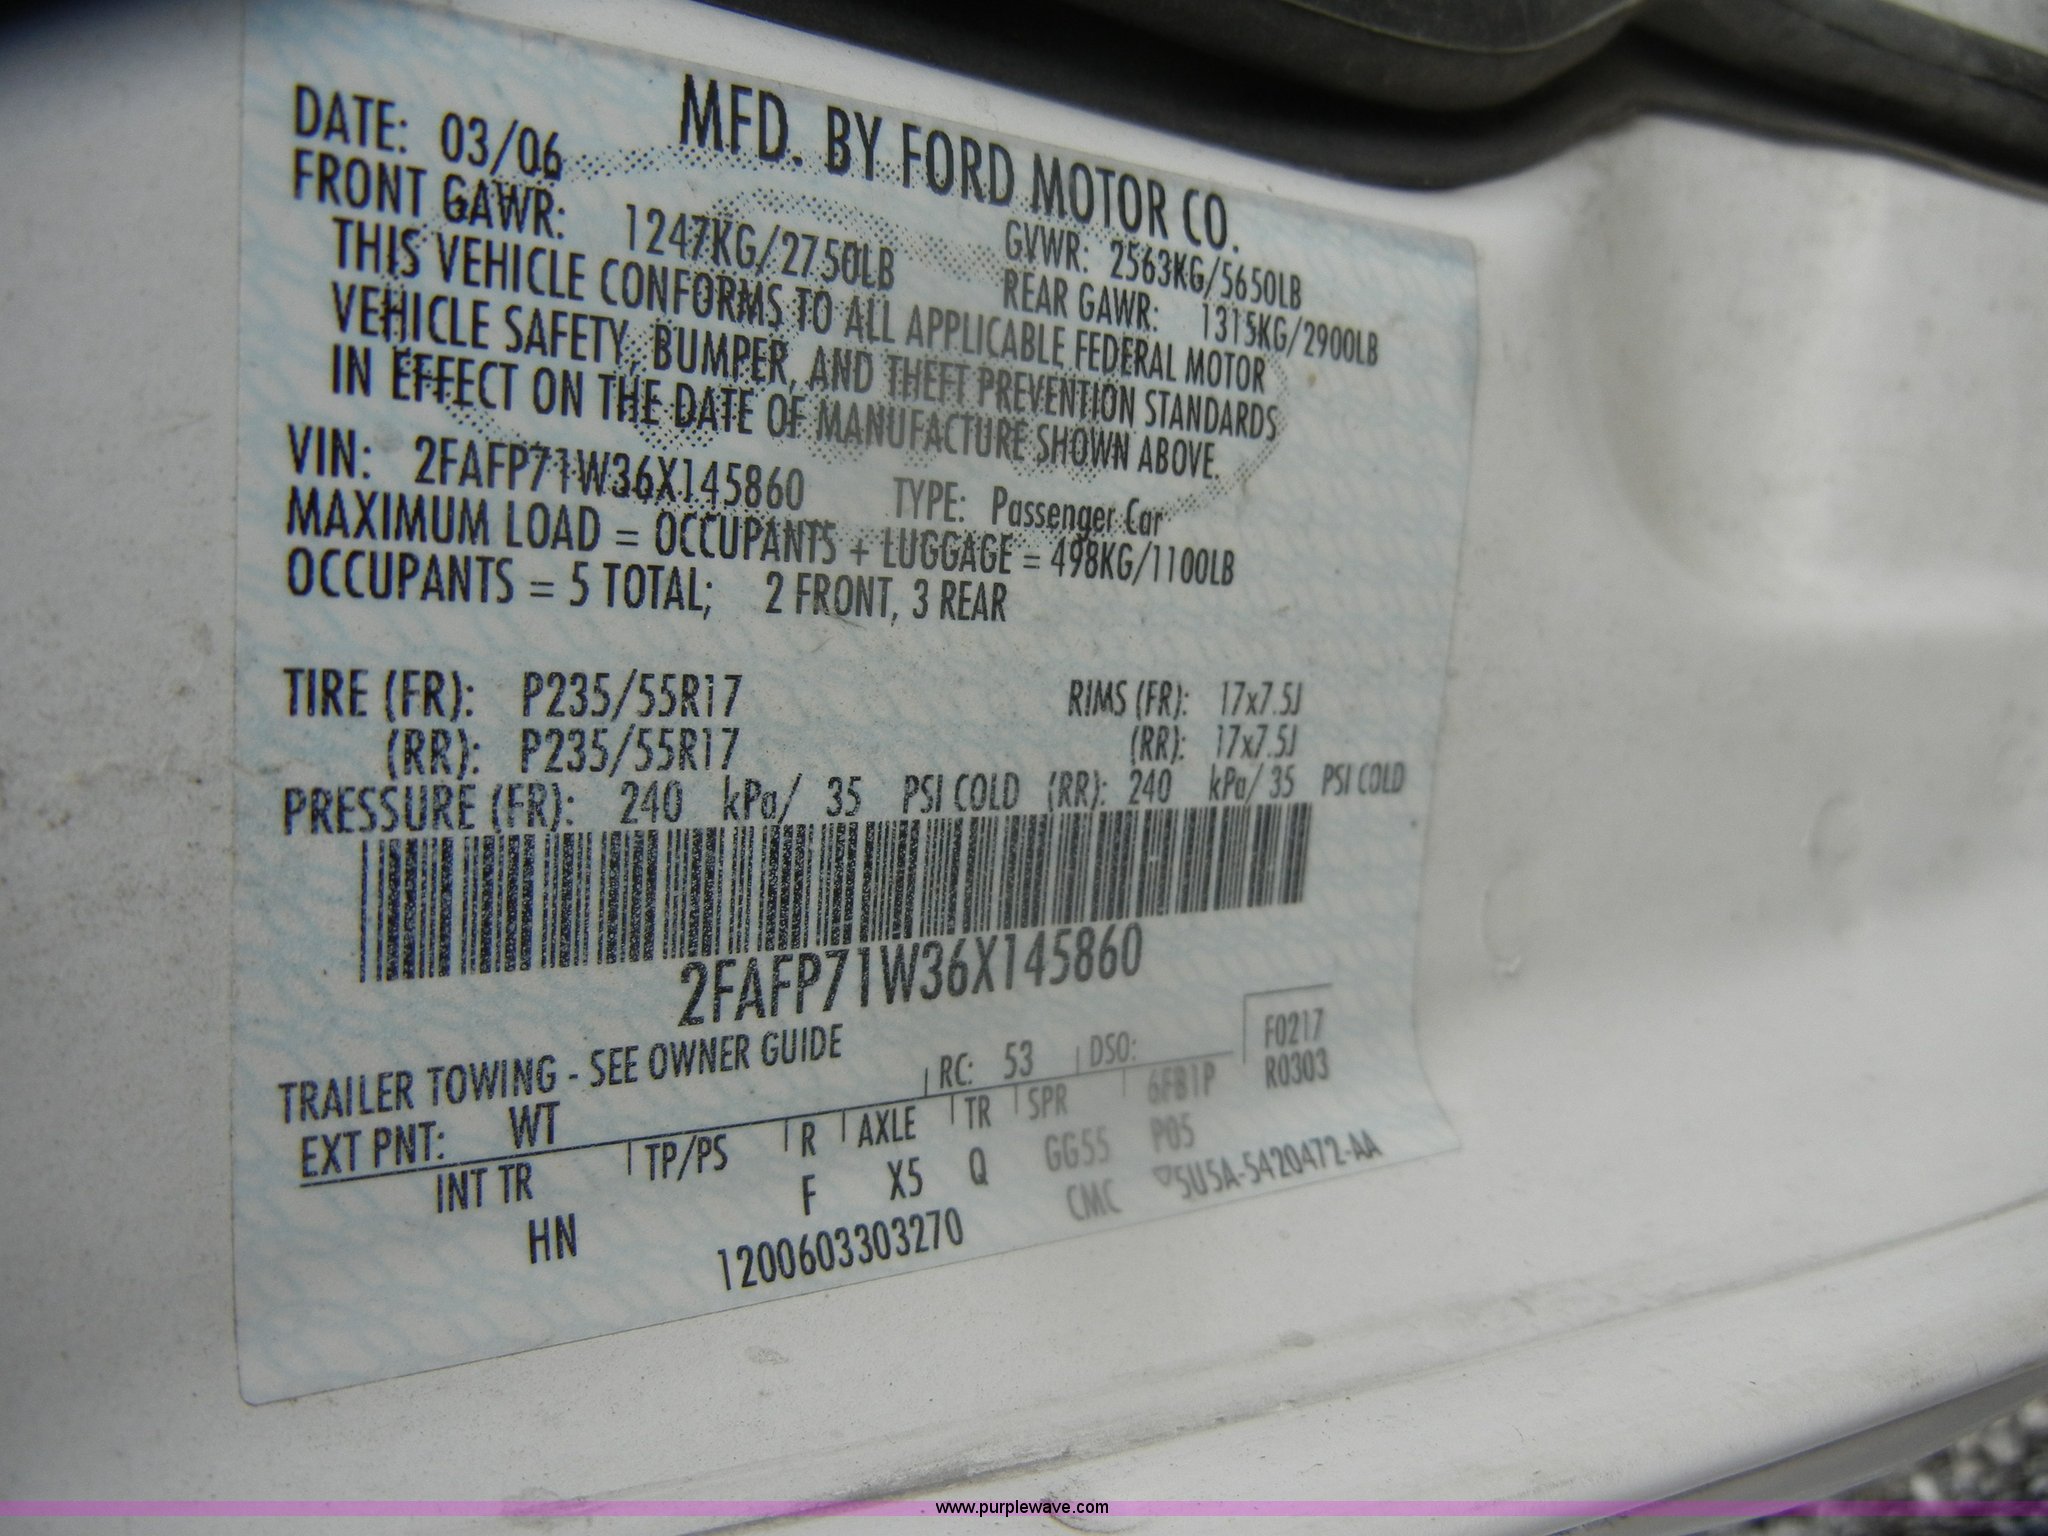 MFD. BY FORD MOTOR CO.
DATE: 03/06 GVWR: 2563KG/5650LB
FRONT GAWR: 1247KG/2750LB REAR GAWR: 1315KG/2900LB
THIS VEHICLE CONFORMS TO ALL APPLICABLE FEDERAL MOTOR
VEHICLE SAFETY, BUMPER, AND THEFT PREVENTION STANDARDS
IN EFFECT ON THE DATE OF MANUFACTURE SHOWN ABOVE.
VIN: 2FAFP71W36X145860 TYPE: Passenger Car
MAXIMUM LOAD = OCCUPANTS + LUGGAGE = 498KG/1100LB
OCCUPANTS = 5 TOTAL; 2 FRONT, 3 REAR
TIRE (FR): P235/55R17 RIMS (FR): 17x7.5J
(RR): P235/55R17 (RR): 17x7.5J
PRESSURE (FR): 240 kPa/ 35 PSI COLD (RR): 240 kPa/ 35 PSI COLD
2FAFP71W36X145860
TRAILER TOWING - SEE OWNER GUIDE F0217
EXT PNT: WT RC: 53 DSO: R0303
INT TR TP/PS R AXLE TR SPR 6FB1P
HN F X5 Q GG55 P05
1200603303270 CMC ▽5U5A-5420472-AA
www.purplewave.com